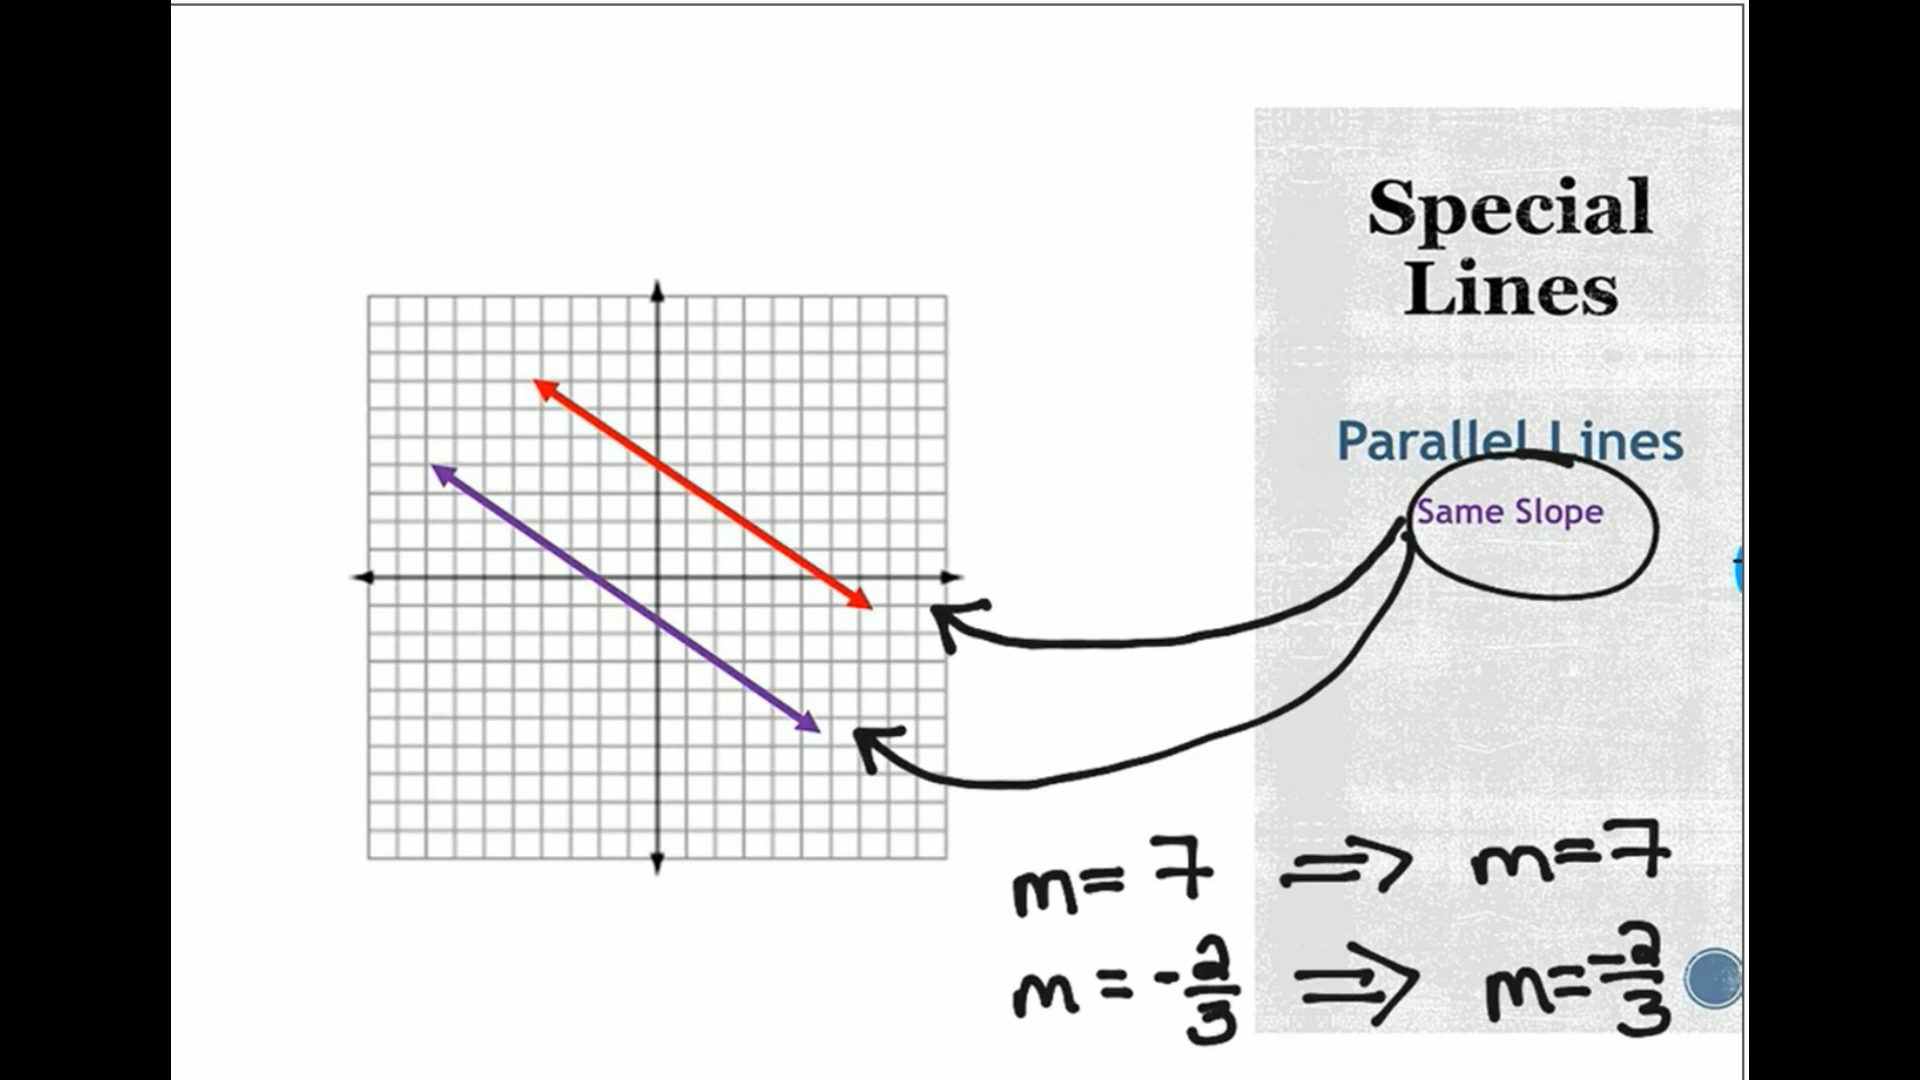 Special
Lines
Parallel Lines
Same Slope
m = 7 ⇒ m = 7
m = -2/3 ⇒ m = -2/3